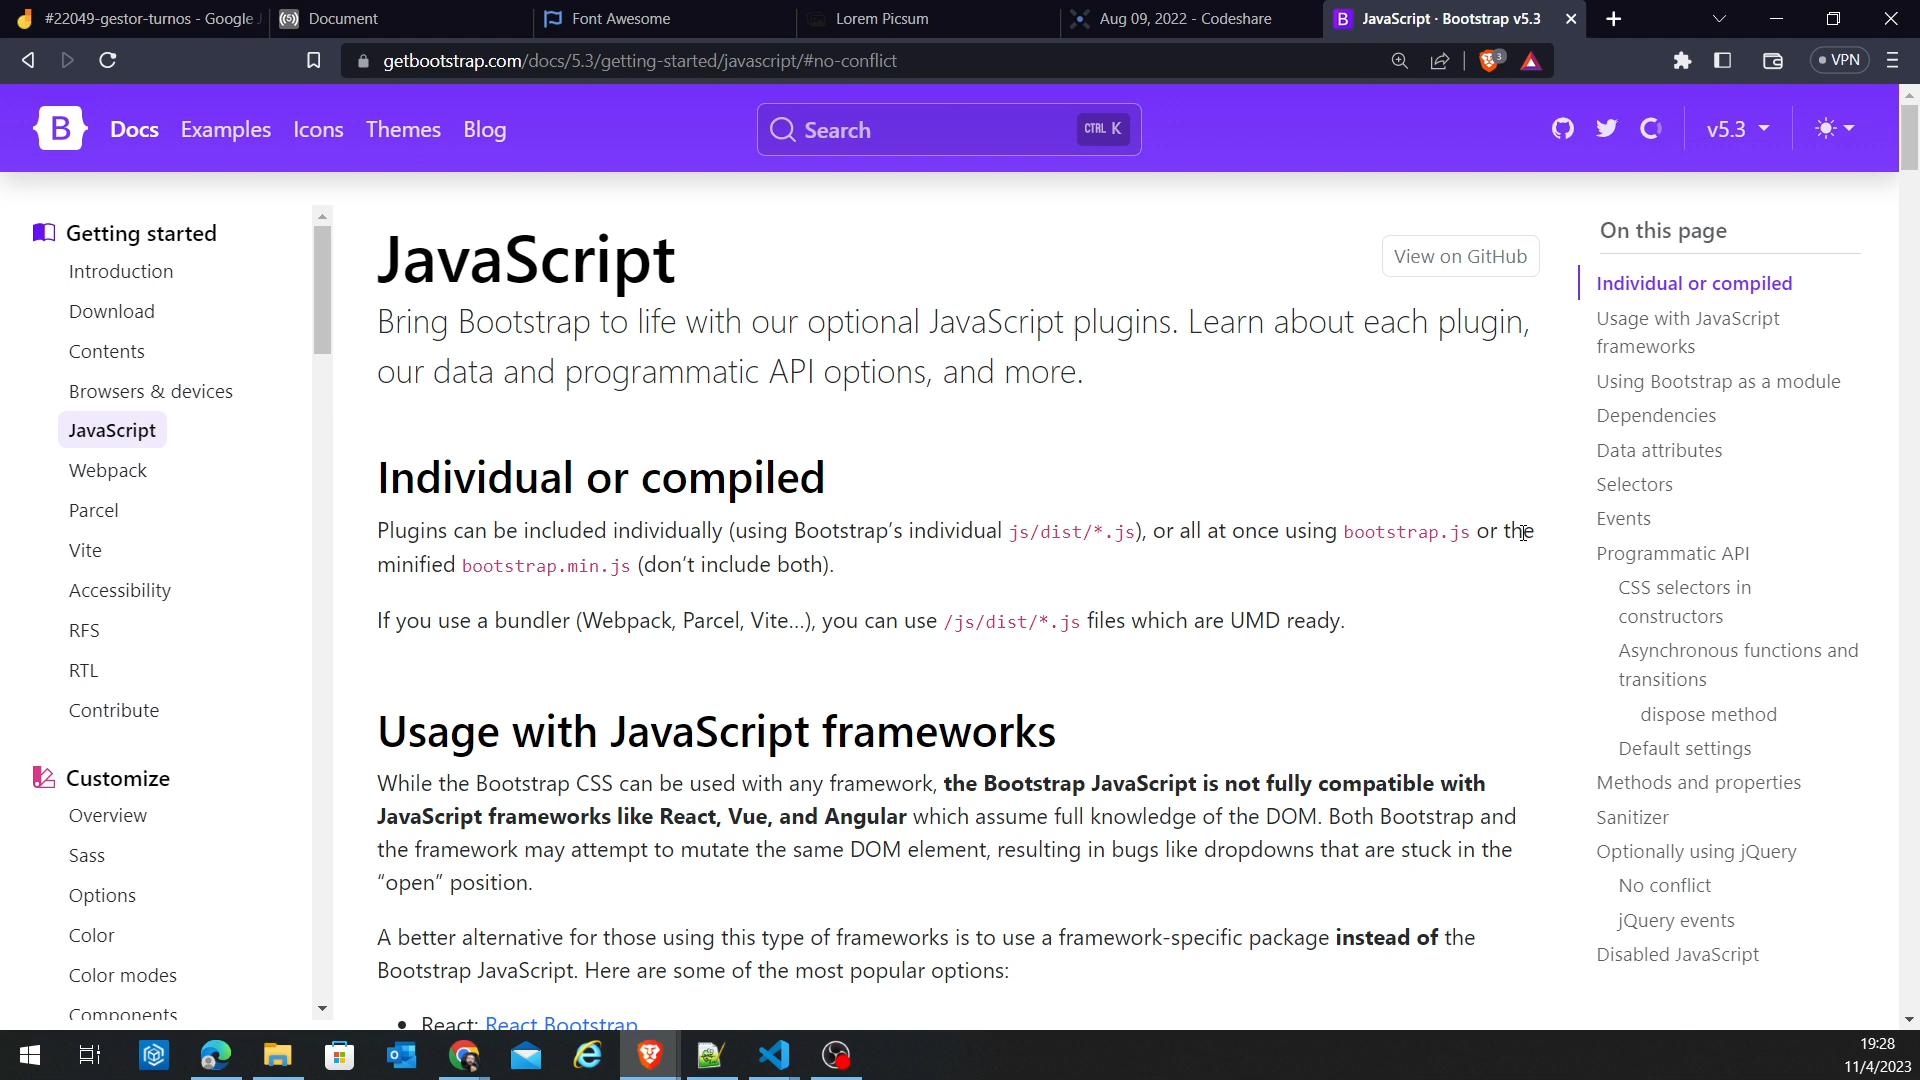 #22049-gestor-turnos - Google
Document
Font Awesome
Lorem Picsum
Aug 09, 2022 - Codeshare
B JavaScript · Bootstrap v5.3
getbootstrap.com/docs/5.3/getting-started/javascript/#no-conflict
3
VPN
B Docs Examples Icons Themes Blog
Search CTRL K
v5.3
Getting started
Introduction
Download
Contents
Browsers & devices
JavaScript
Webpack
Parcel
Vite
Accessibility
RFS
RTL
Contribute
Customize
Overview
Sass
Options
Color
Color modes
Components
JavaScript
View on GitHub
Bring Bootstrap to life with our optional JavaScript plugins. Learn about each plugin,
our data and programmatic API options, and more.
Individual or compiled
Plugins can be included individually (using Bootstrap’s individual js/dist/*.js), or all at once using bootstrap.js or the
minified bootstrap.min.js (don’t include both).
If you use a bundler (Webpack, Parcel, Vite…), you can use /js/dist/*.js files which are UMD ready.
Usage with JavaScript frameworks
While the Bootstrap CSS can be used with any framework, the Bootstrap JavaScript is not fully compatible with
JavaScript frameworks like React, Vue, and Angular which assume full knowledge of the DOM. Both Bootstrap and
the framework may attempt to mutate the same DOM element, resulting in bugs like dropdowns that are stuck in the
“open” position.
A better alternative for those using this type of frameworks is to use a framework-specific package instead of the
Bootstrap JavaScript. Here are some of the most popular options:
• React: React Bootstrap
On this page
Individual or compiled
Usage with JavaScript
frameworks
Using Bootstrap as a module
Dependencies
Data attributes
Selectors
Events
Programmatic API
CSS selectors in
constructors
Asynchronous functions and
transitions
dispose method
Default settings
Methods and properties
Sanitizer
Optionally using jQuery
No conflict
jQuery events
Disabled JavaScript
19:28
11/4/2023